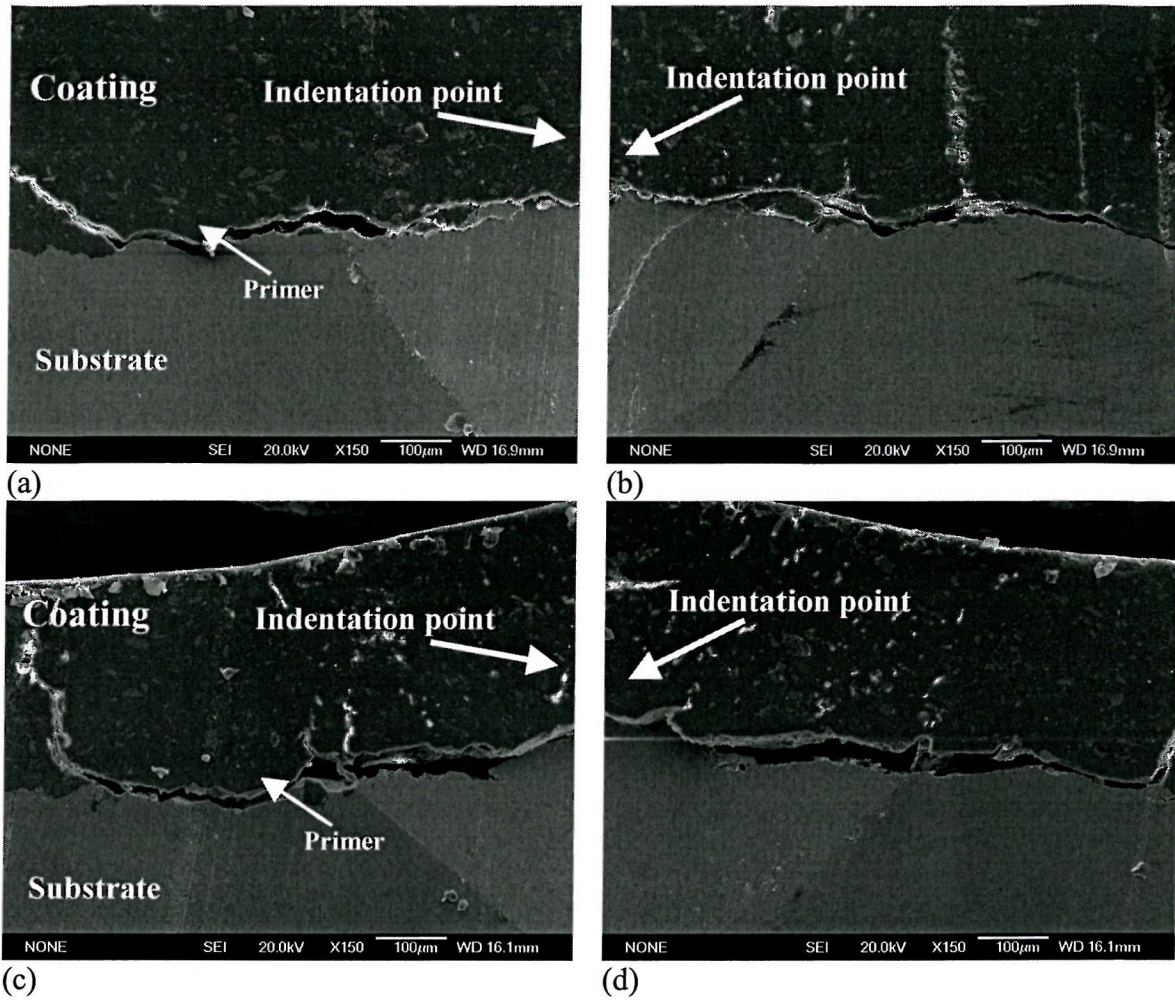 Coating
Indentation point
Primer
Substrate
NONE SEI 20.0kV X150 100µm WD 16.9mm
(a)
Indentation point
NONE SEI 20.0kV X150 100µm WD 16.9mm
(b)
Coating
Indentation point
Primer
Substrate
NONE SEI 20.0kV X150 100µm WD 16.1mm
(c)
Indentation point
NONE SEI 20.0kV X150 100µm WD 16.1mm
(d)